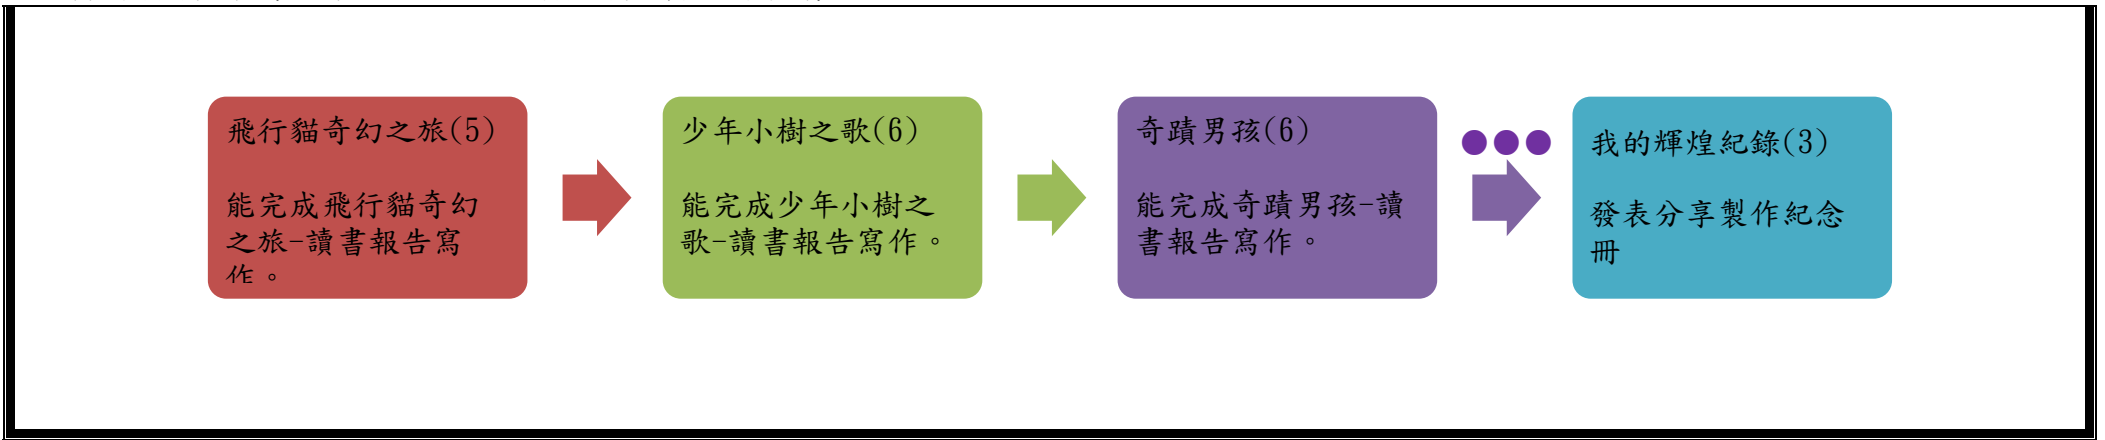 飛行貓奇幻之旅(5)
能完成飛行貓奇幻
之旅-讀書報告寫
作。
少年小樹之歌(6)
能完成少年小樹之
歌-讀書報告寫作。
奇蹟男孩(6)
能完成奇蹟男孩-讀
書報告寫作。
我的輝煌紀錄(3)
發表分享製作紀念
冊